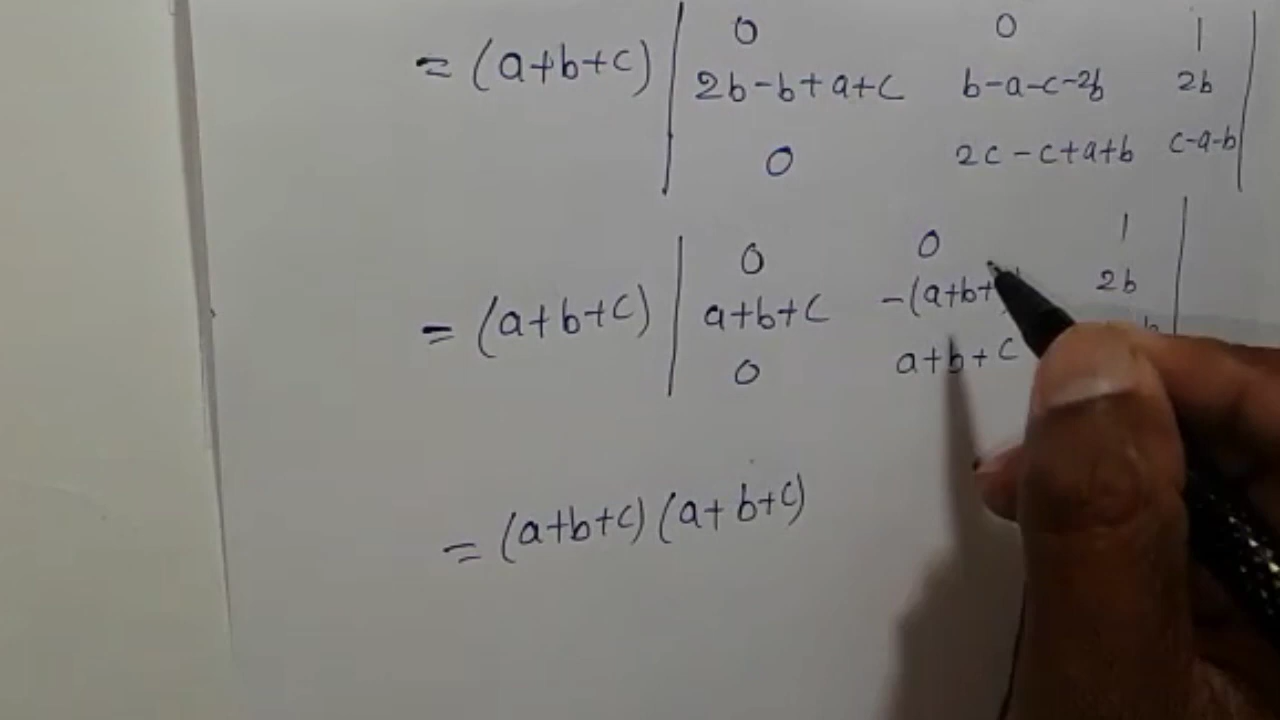 0 0 1
= (a+b+c) 2b-b+a+c b-a-c-2b 2b
0 2c-c+a+b c-a-b
0 0 1
= (a+b+c) a+b+c -(a+b+ 2b
0 a+b+c b
= (a+b+c) (a+b+c)